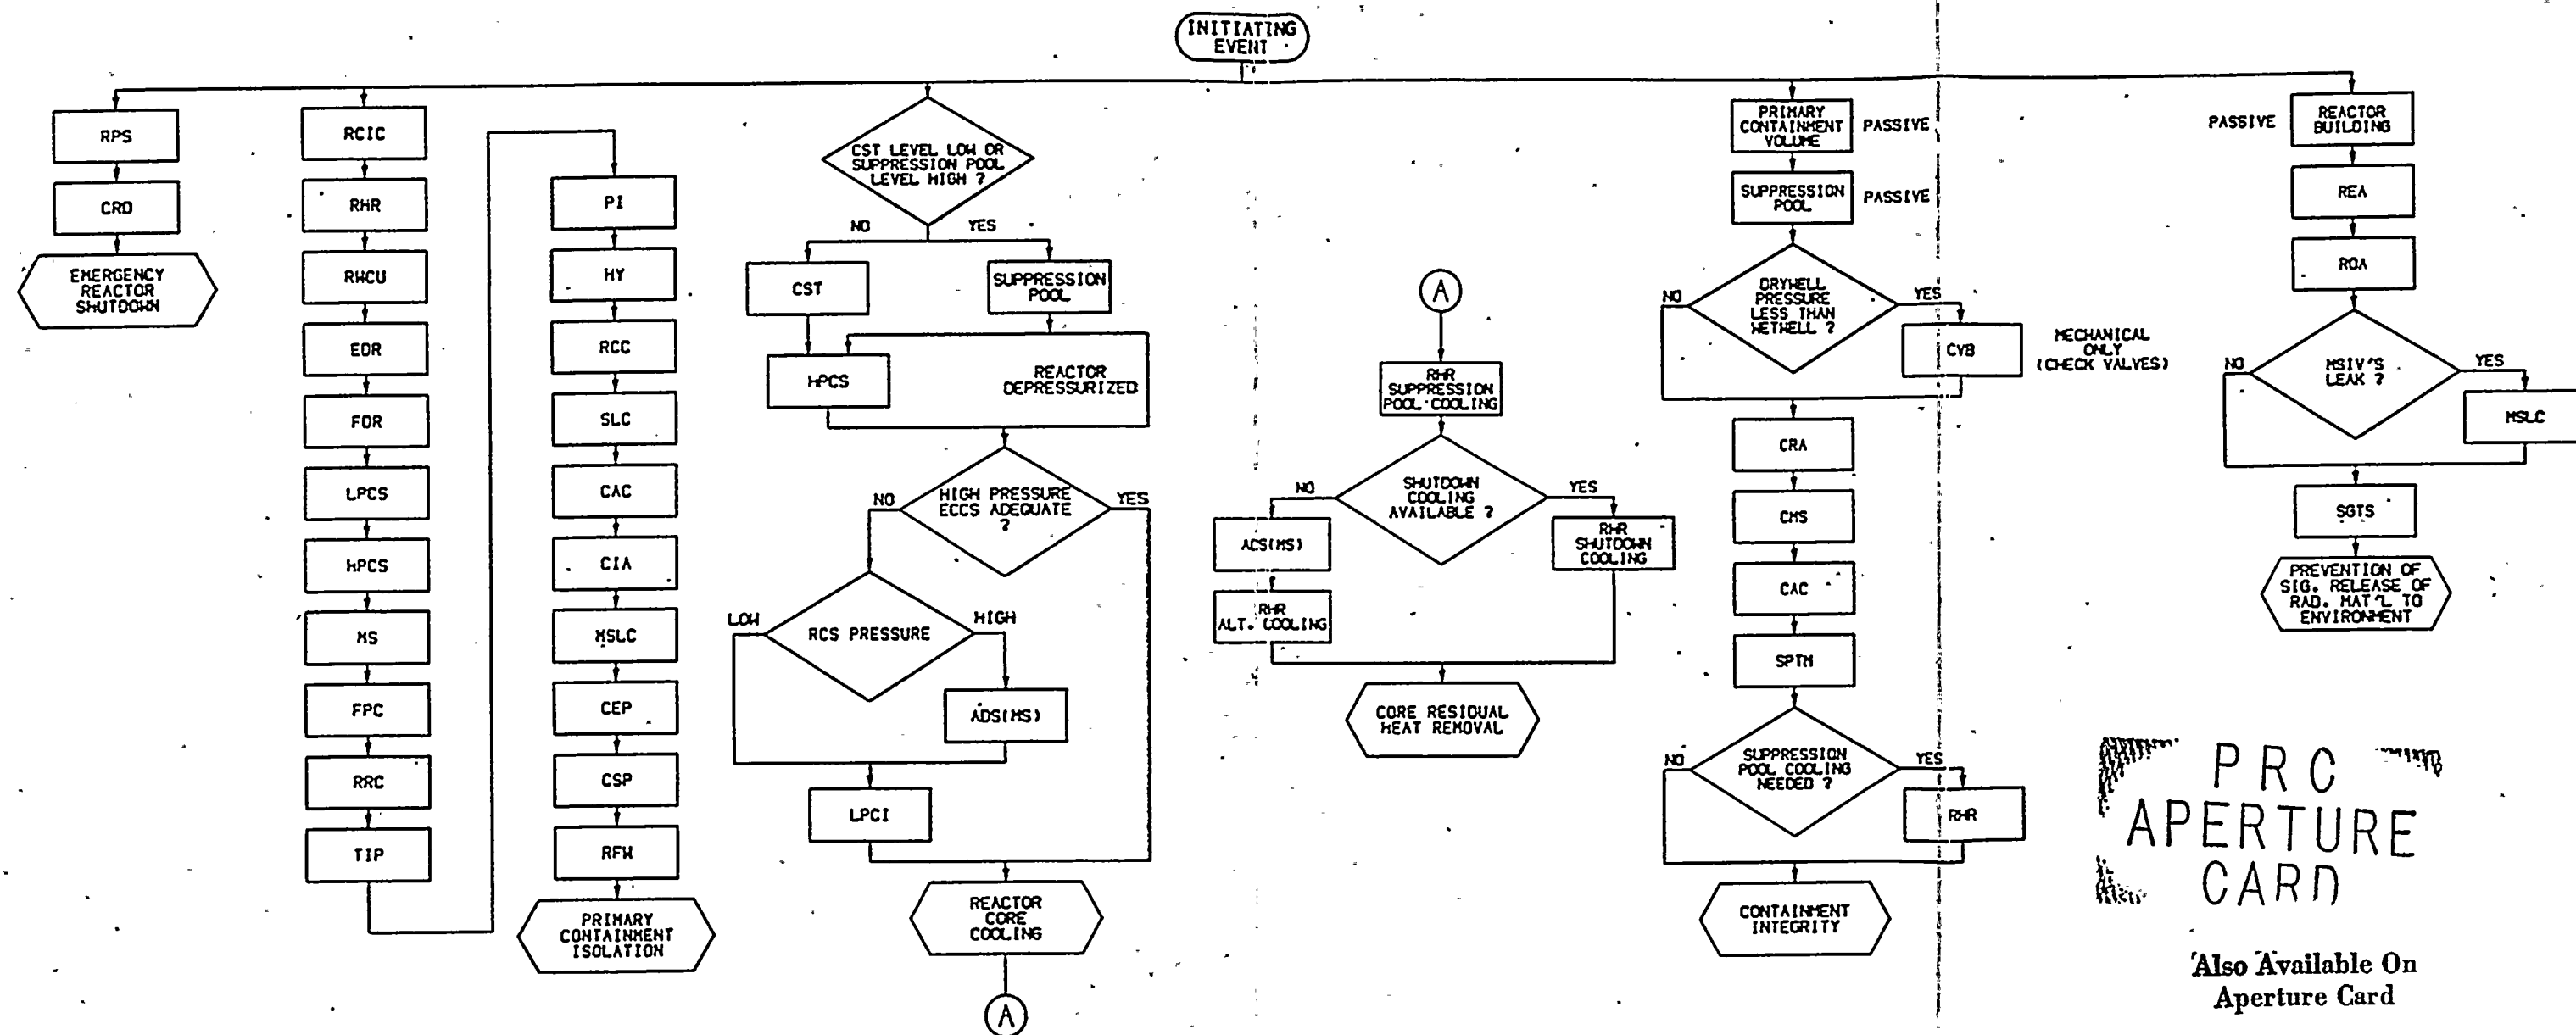 INITIATING
EVENT
RPS
CRD
EMERGENCY
REACTOR
SHUTDOWN
RCIC
RHR
RWCU
EDR
FDR
LPCS
HPCS
MS
FPC
RRC
TIP
PI
HY
RCC
SLC
CAC
CIA
MSLC
CEP
CSP
RFW
PRIMARY
CONTAINMENT
ISOLATION
CST LEVEL LOW OR
SUPPRESSION POOL
LEVEL HIGH ?
NO
YES
CST
SUPPRESSION
POOL
HPCS
REACTOR
DEPRESSURIZED
HIGH PRESSURE
ECCS ADEQUATE
?
NO
YES
RCS PRESSURE
LOW
HIGH
ADS(MS)
LPCI
REACTOR
CORE
COOLING
A
A
RHR
SUPPRESSION
POOL COOLING
SHUTDOWN
COOLING
AVAILABLE ?
NO
YES
ADS(MS)
RHR
ALT. COOLING
RHR
SHUTDOWN
COOLING
CORE RESIDUAL
HEAT REMOVAL
PRIMARY
CONTAINMENT
VOLUME
PASSIVE
SUPPRESSION
POOL
PASSIVE
DRYWELL
PRESSURE
LESS THAN
WETWELL ?
NO
YES
CVB
MECHANICAL
ONLY
(CHECK VALVES)
CRA
CMS
CAC
SPTM
SUPPRESSION
POOL COOLING
NEEDED ?
NO
YES
RHR
CONTAINMENT
INTEGRITY
PASSIVE
REACTOR
BUILDING
REA
ROA
MSIV'S
LEAK ?
NO
YES
MSLC
SGTS
PREVENTION OF
SIG. RELEASE OF
RAD. MAT'L TO
ENVIRONMENT
PRC
APERTURE
CARD
Also Available On
Aperture Card